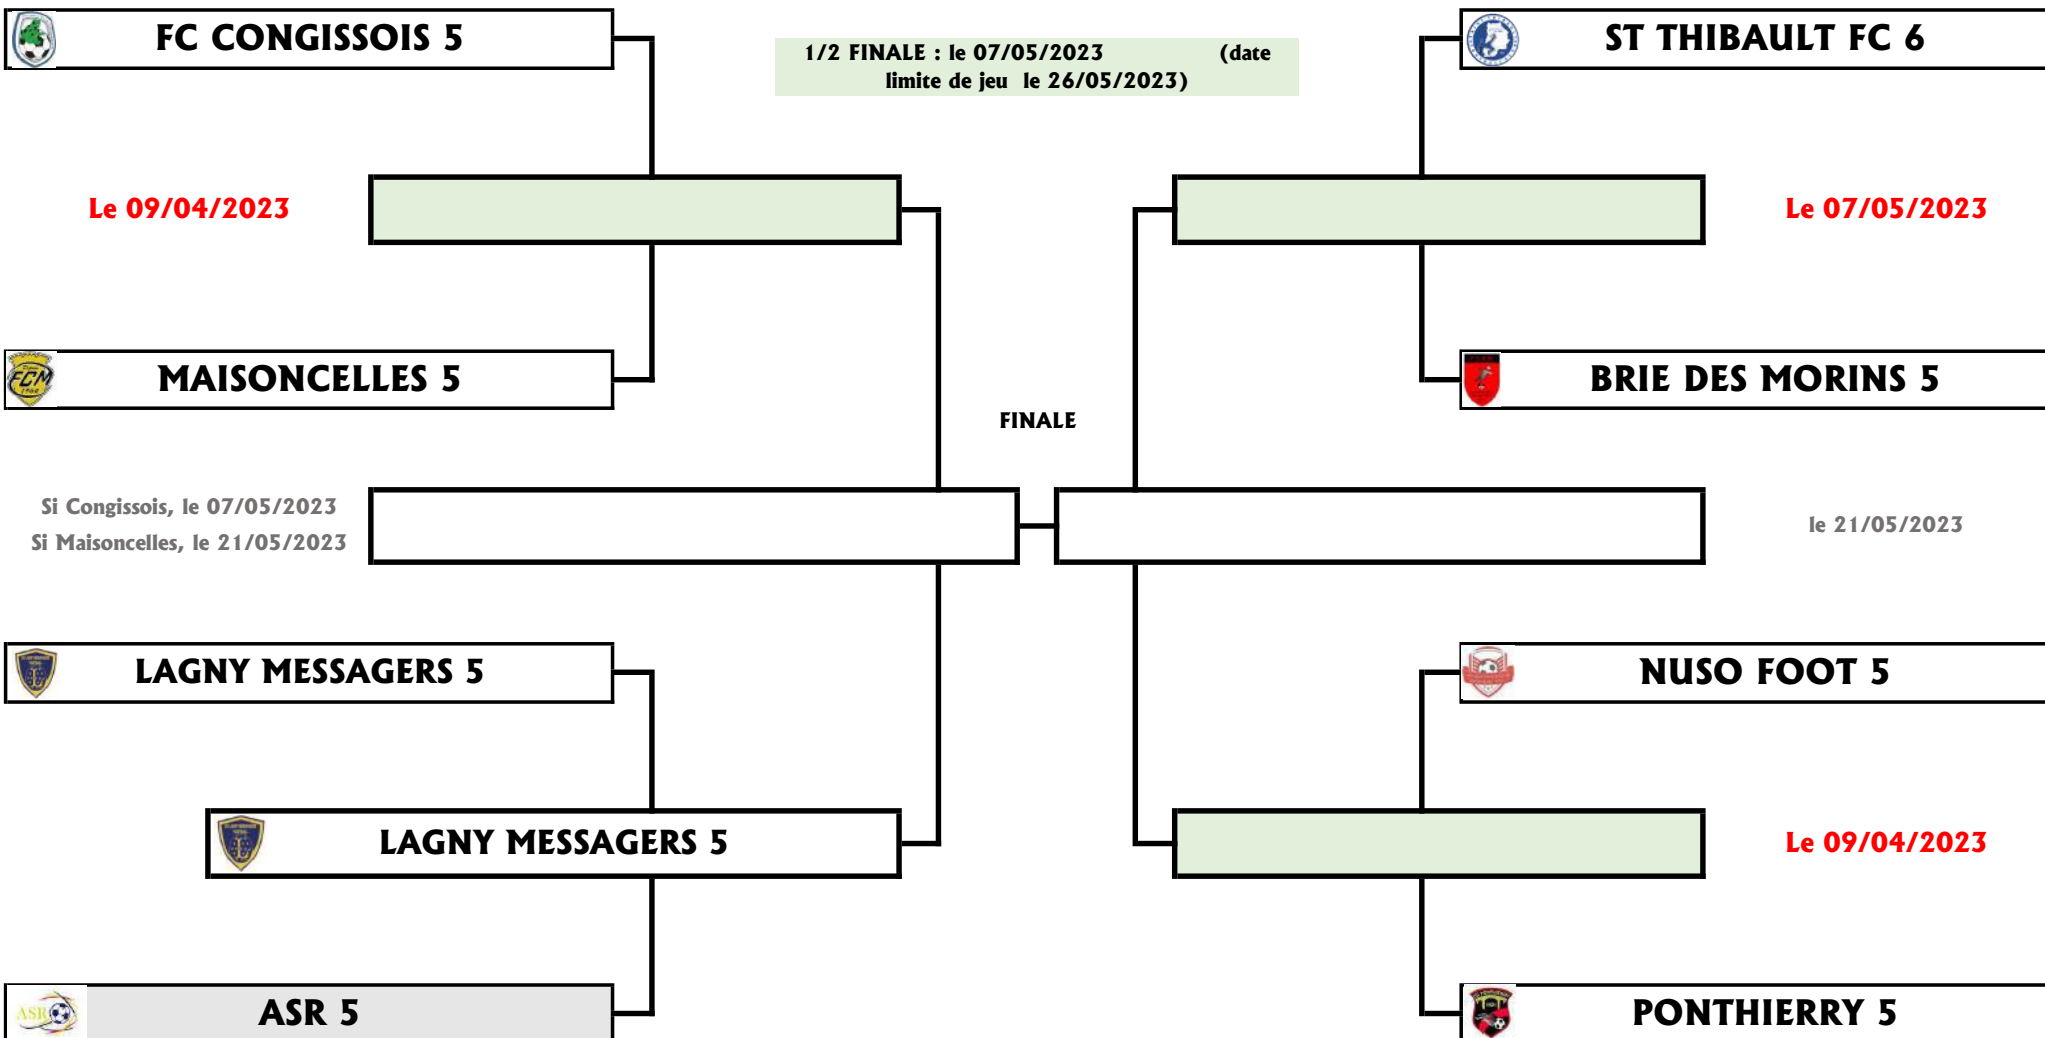 FC CONGISSOIS 5
1/2 FINALE : le 07/05/2023 (date
limite de jeu le 26/05/2023)
ST THIBAULT FC 6
Le 09/04/2023
Le 07/05/2023
FCM
MAISONCELLES 5
BRIE DES MORINS 5
FINALE
Si Congissois, le 07/05/2023
Si Maisoncelles, le 21/05/2023
le 21/05/2023
LAGNY MESSAGERS 5
NUSO FOOT 5
LAGNY MESSAGERS 5
Le 09/04/2023
ASR
ASR 5
PONTHIERRY 5